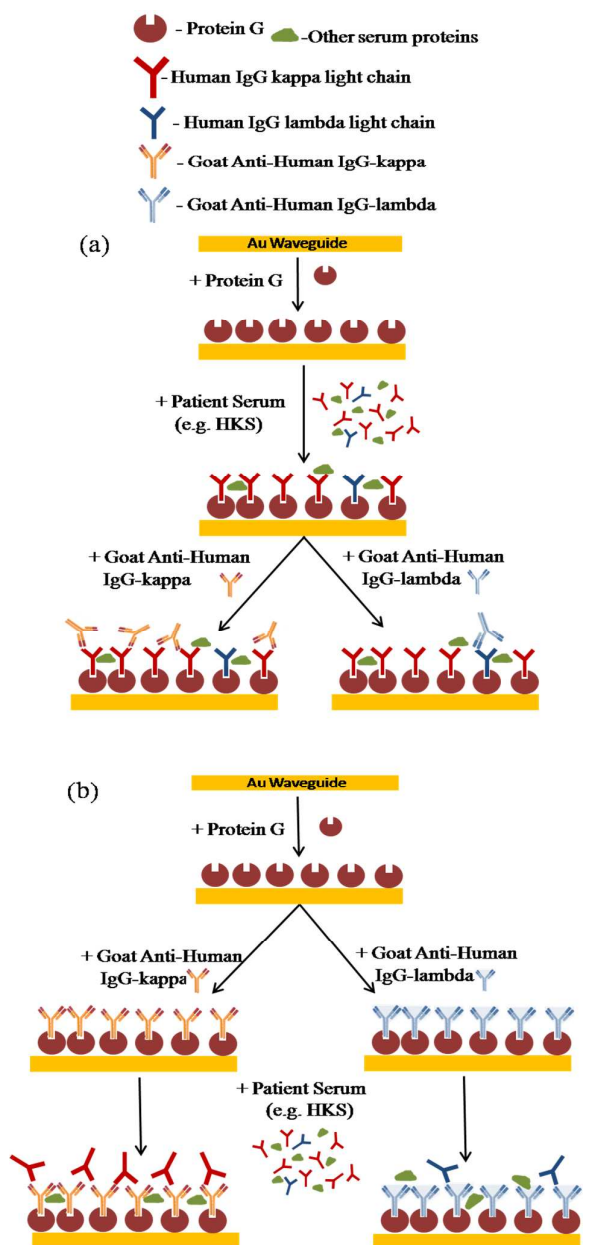 - Protein G
-Other serum proteins
-Human IgG kappa light chain
- Human IgG lambda light chain
- Goat Anti-Human IgG-kappa
- Goat Anti-Human IgG-lambda
(a)
Au Waveguide
+ Protein G
+ Patient Serum
(e.g. HKS)
+ Goat Anti-Human
IgG-kappa
+ Goat Anti-Human
IgG-lambda
(b)
Au Waveguide
+ Protein G
+ Goat Anti-Human
IgG-kappa
+ Goat Anti-Human
IgG-lambda
+ Patient Serum
(e.g. HKS)